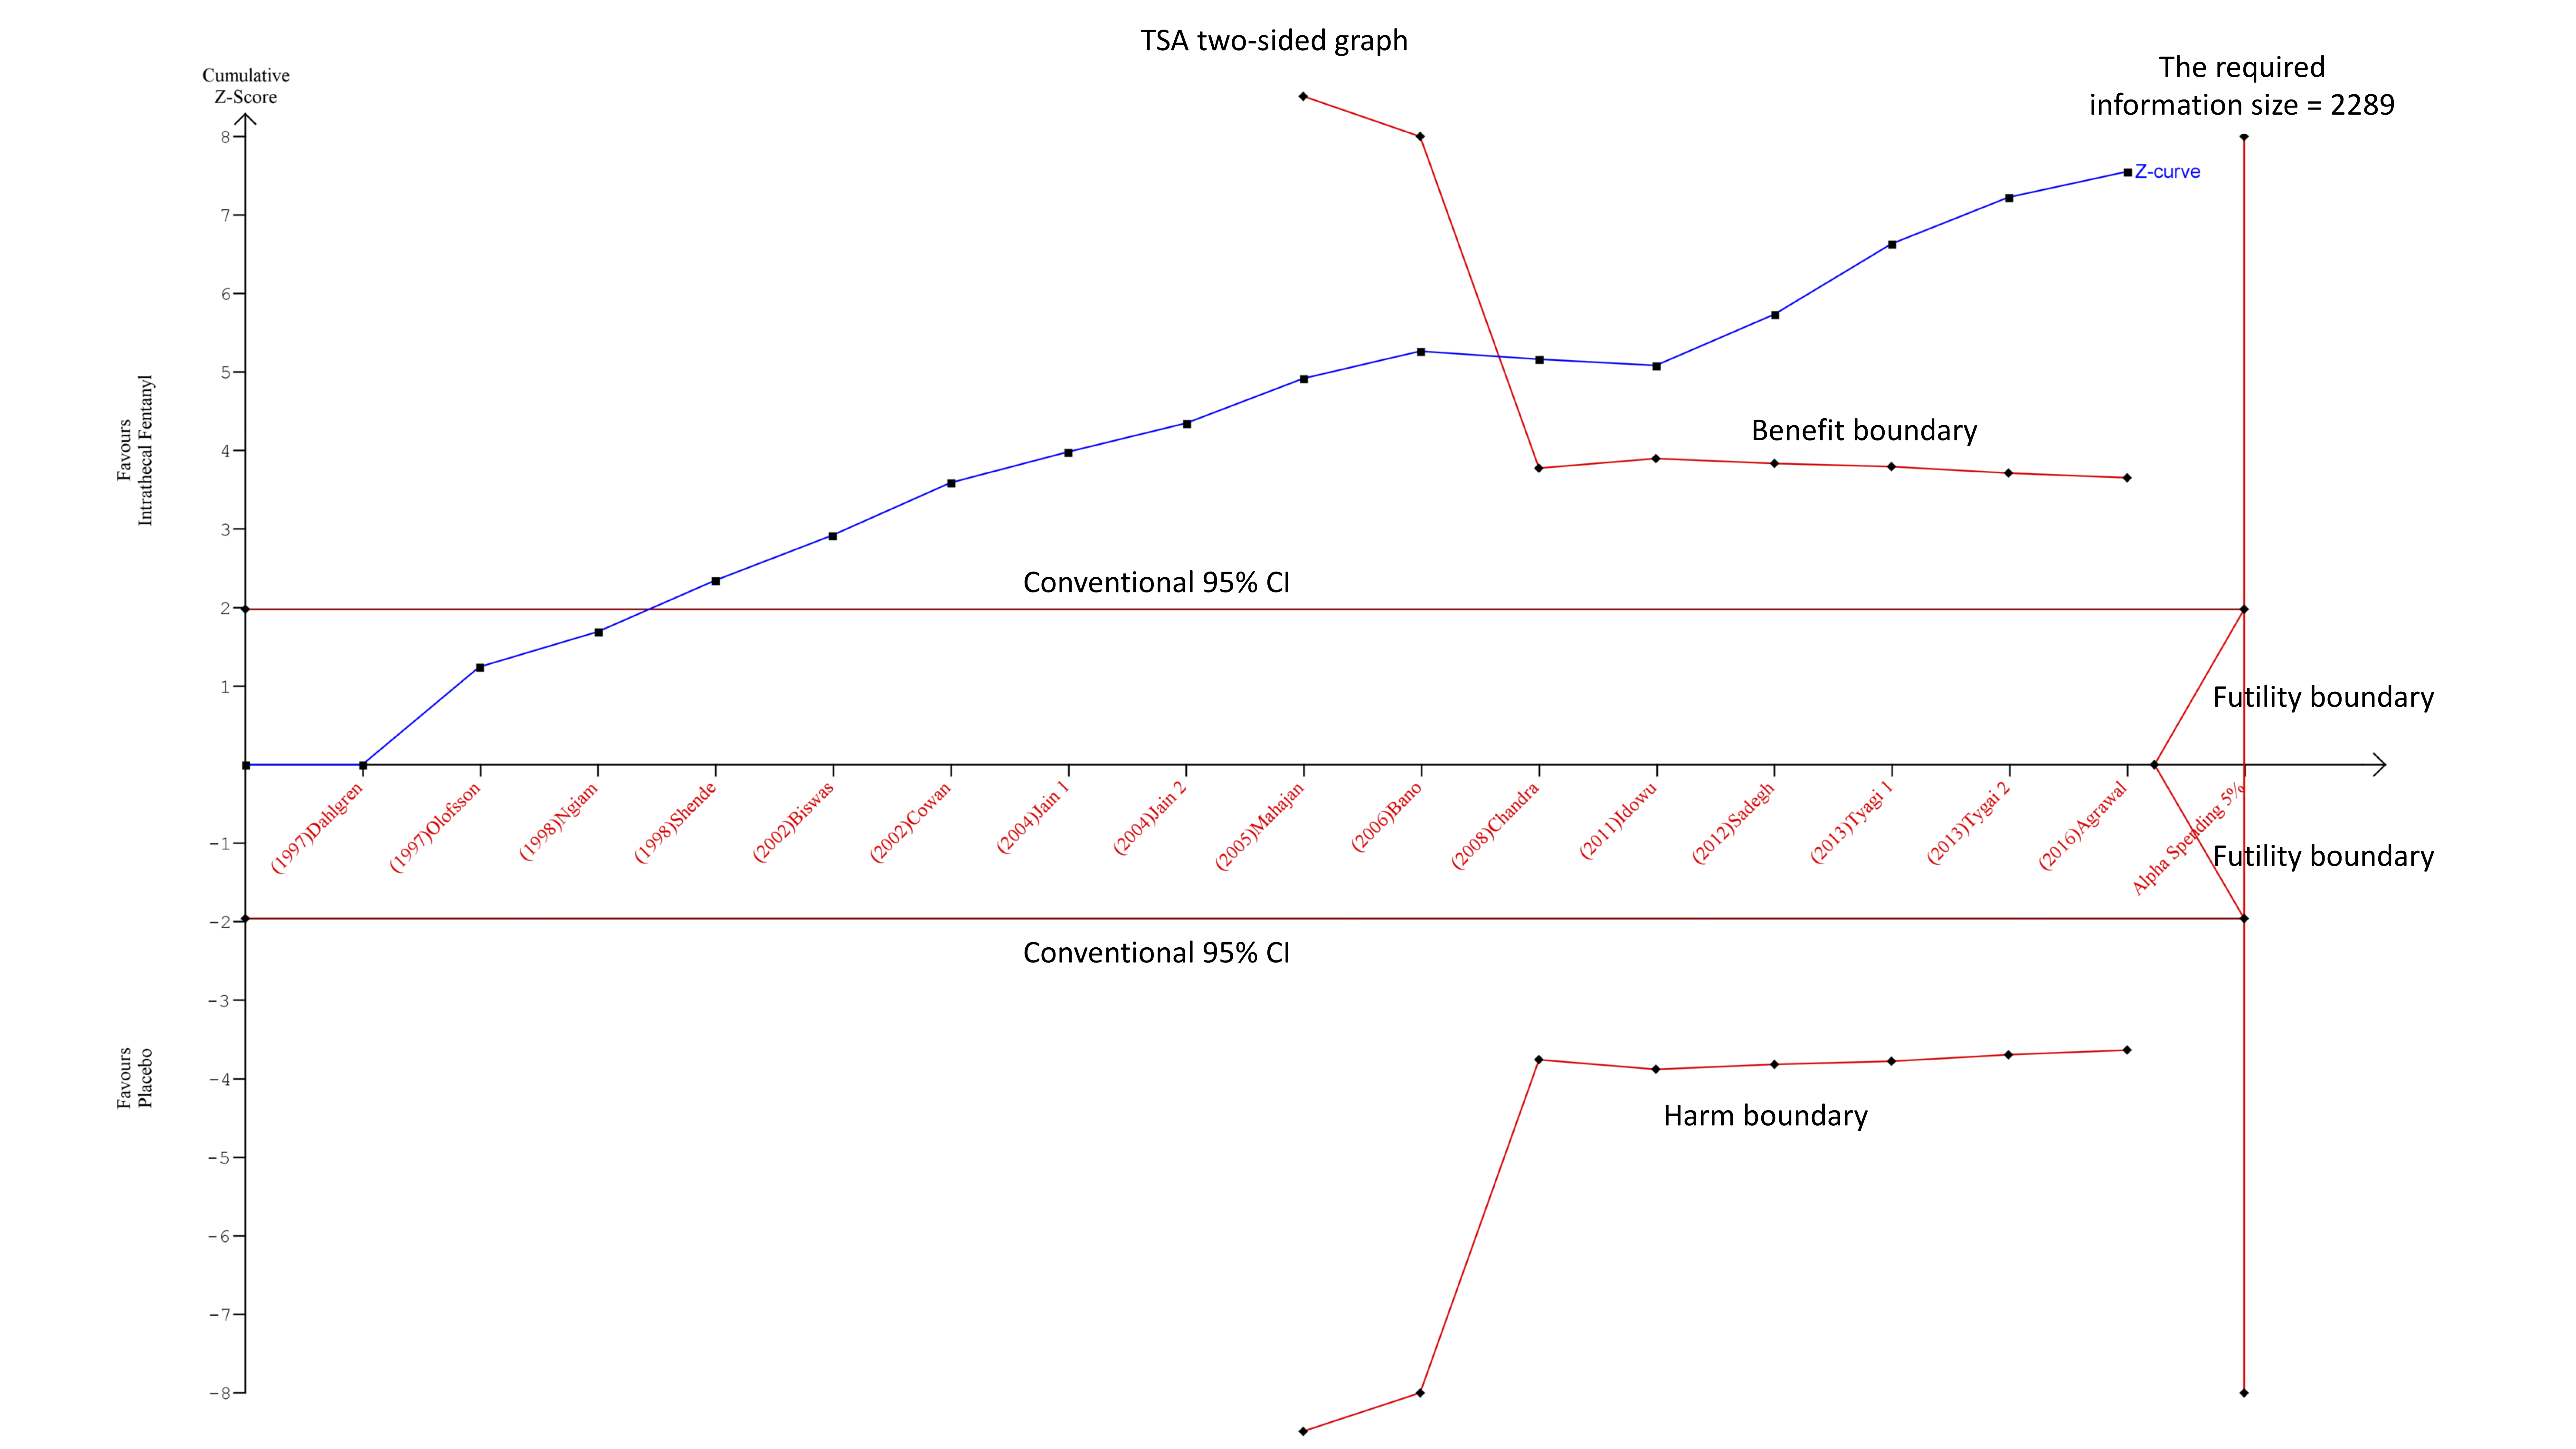 TSA two-sided graph
The required
information size = 2289
Cumulative
Z-Score
8
7
6
5
4
3
2
1
-1
-2
-3
-4
-5
-6
-7
-8
Favours
Intrathecal Fentanyl
Favours
Placebo
Z-curve
Benefit boundary
Conventional 95% CI
Futility boundary
(1997)Dahlgren
(1997)Olofsson
(1998)Ngiam
(1998)Shende
(2002)Biswas
(2002)Cowan
(2004)Jain 1
(2004)Jain 2
(2005)Mahajan
(2006)Bano
(2008)Chandra
(2011)Idowu
(2012)Sadegh
(2013)Tyagi 1
(2013)Tygai 2
(2016)Agrawal
Alpha Spending 5%
Futility boundary
Conventional 95% CI
Harm boundary